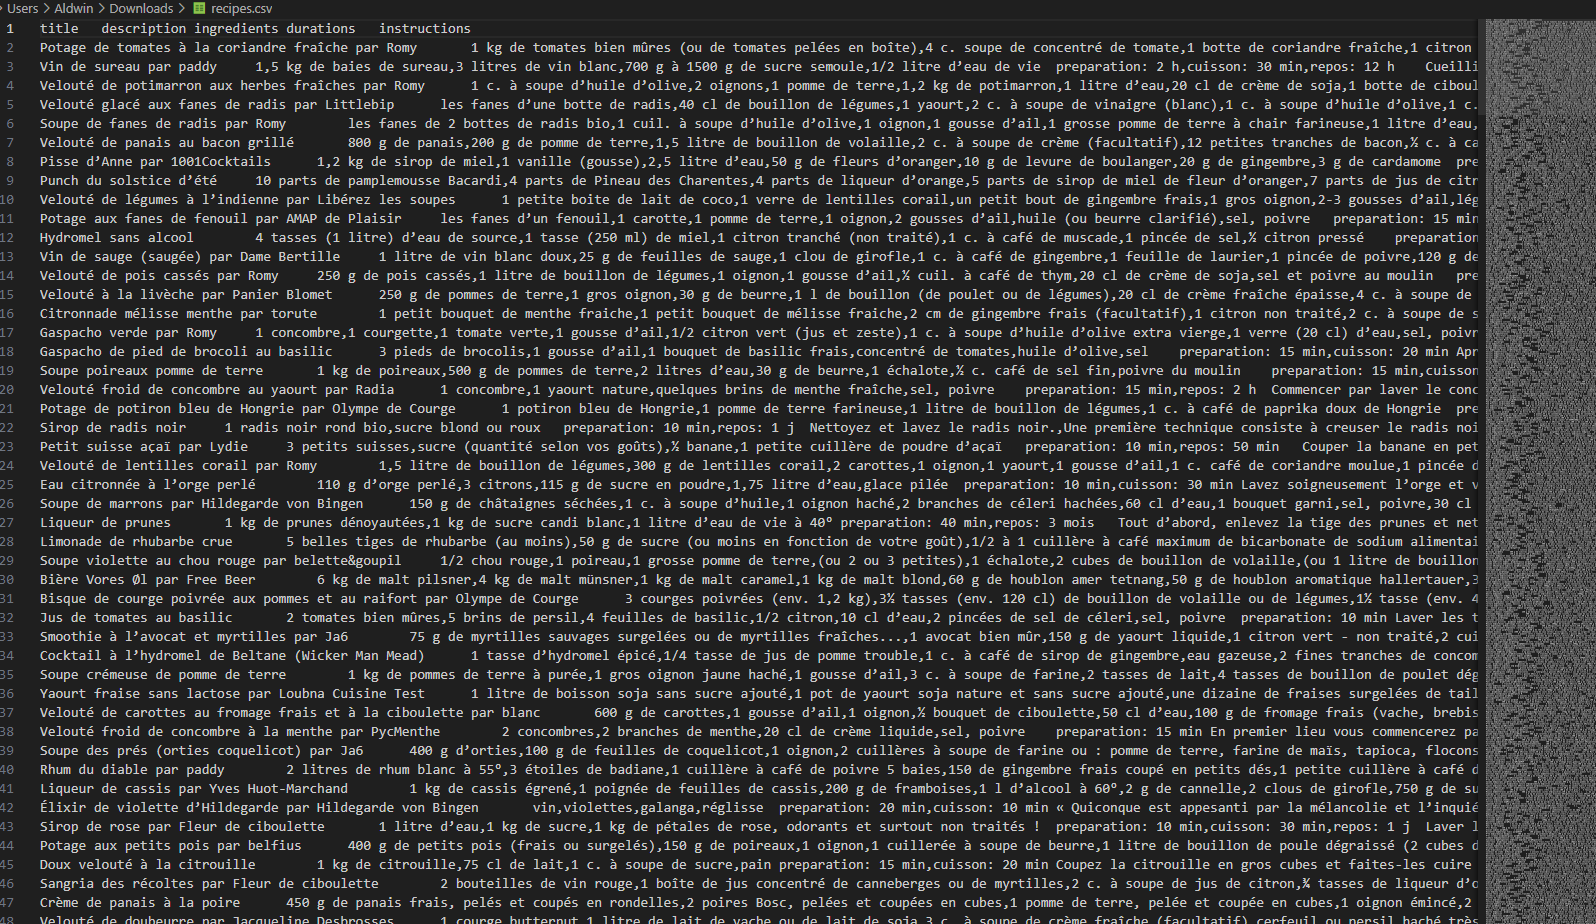 Users > Aldwin > Downloads > recipes.csv
1 title description ingredients durations instructions
2 Potage de tomates à la coriandre fraîche par Romy 1 kg de tomates bien mûres (ou de tomates pelées en boîte),4 c. soupe de concentré de tomate,1 botte de coriandre fraîche,1 citron
3 Vin de sureau par paddy 1,5 kg de baies de sureau,3 litres de vin blanc,700 g à 1500 g de sucre semoule,1/2 litre d’eau de vie preparation: 2 h,cuisson: 30 min,repos: 12 h Cueilli
4 Velouté de potimarron aux herbes fraîches par Romy 1 c. à soupe d’huile d’olive,2 oignons,1 pomme de terre,1,2 kg de potimarron,1 litre d’eau,20 cl de crème de soja,1 botte de ciboul
5 Velouté glacé aux fanes de radis par Littlebip les fanes d’une botte de radis,40 cl de bouillon de légumes,1 yaourt,2 c. à soupe de vinaigre (blanc),1 c. à soupe d’huile d’olive,1 c.
6 Soupe de fanes de radis par Romy les fanes de 2 bottes de radis bio,1 cuil. à soupe d’huile d’olive,1 oignon,1 gousse d’ail,1 grosse pomme de terre à chair farineuse,1 litre d’eau,
7 Velouté de panais au bacon grillé 800 g de panais,200 g de pomme de terre,1,5 litre de bouillon de volaille,2 c. à soupe de crème (facultatif),12 petites tranches de bacon,½ c. à ca
8 Pisse d’Anne par 1001Cocktails 1,2 kg de sirop de miel,1 vanille (gousse),2,5 litre d’eau,50 g de fleurs d’oranger,10 g de levure de boulanger,20 g de gingembre,3 g de cardamome pre
9 Punch du solstice d’été 10 parts de pamplemousse Bacardi,4 parts de Pineau des Charentes,4 parts de liqueur d’orange,5 parts de sirop de miel de fleur d’oranger,7 parts de jus de citr
10 Velouté de légumes à l’indienne par Libérez les soupes 1 petite boite de lait de coco,1 verre de lentilles corail,un petit bout de gingembre frais,1 gros oignon,2-3 gousses d’ail,lég
11 Potage aux fanes de fenouil par AMAP de Plaisir les fanes d’un fenouil,1 carotte,1 pomme de terre,1 oignon,2 gousses d’ail,huile (ou beurre clarifié),sel, poivre preparation: 15 min
12 Hydromel sans alcool 4 tasses (1 litre) d’eau de source,1 tasse (250 ml) de miel,1 citron tranché (non traité),1 c. à café de muscade,1 pincée de sel,½ citron pressé preparation
13 Vin de sauge (saugée) par Dame Bertille 1 litre de vin blanc doux,25 g de feuilles de sauge,1 clou de girofle,1 c. à café de gingembre,1 feuille de laurier,1 pincée de poivre,120 g de
14 Velouté de pois cassés par Romy 250 g de pois cassés,1 litre de bouillon de légumes,1 oignon,1 gousse d’ail,½ cuil. à café de thym,20 cl de crème de soja,sel et poivre au moulin pre
15 Velouté à la livèche par Panier Blomet 250 g de pommes de terre,1 gros oignon,30 g de beurre,1 l de bouillon (de poulet ou de légumes),20 cl de crème fraîche épaisse,4 c. à soupe de
16 Citronnade mélisse menthe par torute 1 petit bouquet de menthe fraiche,1 petit bouquet de mélisse fraiche,2 cm de gingembre frais (facultatif),1 citron non traité,2 c. à soupe de s
17 Gaspacho verde par Romy 1 concombre,1 courgette,1 tomate verte,1 gousse d’ail,1/2 citron vert (jus et zeste),1 c. à soupe d’huile d’olive extra vierge,1 verre (20 cl) d’eau,sel, poivr
18 Gaspacho de pied de brocoli au basilic 3 pieds de brocolis,1 gousse d’ail,1 bouquet de basilic frais,concentré de tomates,huile d’olive,sel preparation: 15 min,cuisson: 20 min Apr
19 Soupe poireaux pomme de terre 1 kg de poireaux,500 g de pommes de terre,2 litres d’eau,30 g de beurre,1 échalote,½ c. café de sel fin,poivre du moulin preparation: 15 min,cuisson
20 Velouté froid de concombre au yaourt par Radia 1 concombre,1 yaourt nature,quelques brins de menthe fraîche,sel, poivre preparation: 15 min,repos: 2 h Commencer par laver le conc
21 Potage de potiron bleu de Hongrie par Olympe de Courge 1 potiron bleu de Hongrie,1 pomme de terre farineuse,1 litre de bouillon de légumes,1 c. à café de paprika doux de Hongrie pre
22 Sirop de radis noir 1 radis noir rond bio,sucre blond ou roux preparation: 10 min,repos: 1 j Nettoyez et lavez le radis noir.,Une première technique consiste à creuser le radis noi
23 Petit suisse açaï par Lydie 3 petits suisses,sucre (quantité selon vos goûts),½ banane,1 petite cuillère de poudre d’açaï preparation: 10 min,repos: 50 min Couper la banane en pet
24 Velouté de lentilles corail par Romy 1,5 litre de bouillon de légumes,300 g de lentilles corail,2 carottes,1 oignon,1 yaourt,1 gousse d’ail,1 c. café de coriandre moulue,1 pincée d
25 Eau citronnée à l’orge perlé 110 g d’orge perlé,3 citrons,115 g de sucre en poudre,1,75 litre d’eau,glace pilée preparation: 10 min,cuisson: 30 min Lavez soigneusement l’orge et v
26 Soupe de marrons par Hildegarde von Bingen 150 g de châtaignes séchées,1 c. à soupe d’huile,1 oignon haché,2 branches de céleri hachées,60 cl d’eau,1 bouquet garni,sel, poivre,30 cl
27 Liqueur de prunes 1 kg de prunes dénoyautées,1 kg de sucre candi blanc,1 litre d’eau de vie à 40° preparation: 40 min,repos: 3 mois Tout d’abord, enlevez la tige des prunes et net
28 Limonade de rhubarbe crue 5 belles tiges de rhubarbe (au moins),50 g de sucre (ou moins en fonction de votre goût),1/2 à 1 cuillère à café maximum de bicarbonate de sodium alimentai
29 Soupe violette au chou rouge par belette&goupil 1/2 chou rouge,1 poireau,1 grosse pomme de terre,(ou 2 ou 3 petites),1 échalote,2 cubes de bouillon de volaille,(ou 1 litre de bouillon
30 Bière Vores Øl par Free Beer 6 kg de malt pilsner,4 kg de malt münsner,1 kg de malt caramel,1 kg de malt blond,60 g de houblon amer tetnang,50 g de houblon aromatique hallertauer,3
31 Bisque de courge poivrée aux pommes et au raifort par Olympe de Courge 3 courges poivrées (env. 1,2 kg),3½ tasses (env. 120 cl) de bouillon de volaille ou de légumes,1½ tasse (env. 4
32 Jus de tomates au basilic 2 tomates bien mûres,5 brins de persil,4 feuilles de basilic,1/2 citron,10 cl d’eau,2 pincées de sel de céleri,sel, poivre preparation: 10 min Laver les t
33 Smoothie à l’avocat et myrtilles par Ja6 75 g de myrtilles sauvages surgelées ou de myrtilles fraîches...,1 avocat bien mûr,150 g de yaourt liquide,1 citron vert - non traité,2 cui
34 Cocktail à l’hydromel de Beltane (Wicker Man Mead) 1 tasse d’hydromel épicé,1/4 tasse de jus de pomme trouble,1 c. à café de sirop de gingembre,eau gazeuse,2 fines tranches de concom
35 Soupe crémeuse de pomme de terre 1 kg de pommes de terre à purée,1 gros oignon jaune haché,1 gousse d’ail,3 c. à soupe de farine,2 tasses de lait,4 tasses de bouillon de poulet dég
36 Yaourt fraise sans lactose par Loubna Cuisine Test 1 litre de boisson soja sans sucre ajouté,1 pot de yaourt soja nature et sans sucre ajouté,une dizaine de fraises surgelées de tail
37 Velouté de carottes au fromage frais et à la ciboulette par blanc 600 g de carottes,1 gousse d’ail,1 oignon,½ bouquet de ciboulette,50 cl d’eau,100 g de fromage frais (vache, brebis
38 Velouté froid de concombre à la menthe par PycMenthe 2 concombres,2 branches de menthe,20 cl de crème liquide,sel, poivre preparation: 15 min En premier lieu vous commencerez pa
39 Soupe des prés (orties coquelicot) par Ja6 400 g d’orties,100 g de feuilles de coquelicot,1 oignon,2 cuillères à soupe de farine ou : pomme de terre, farine de maïs, tapioca, flocons
40 Rhum du diable par paddy 2 litres de rhum blanc à 55°,3 étoiles de badiane,1 cuillère à café de poivre 5 baies,150 de gingembre frais coupé en petits dés,1 petite cuillère à café d
41 Liqueur de cassis par Yves Huot-Marchand 1 kg de cassis égrené,1 poignée de feuilles de cassis,200 g de framboises,1 l d’alcool à 60°,2 g de cannelle,2 clous de girofle,750 g de su
42 Élixir de violette d’Hildegarde par Hildegarde von Bingen vin,violettes,galanga,réglisse preparation: 20 min,cuisson: 10 min « Quiconque est appesanti par la mélancolie et l’inquié
43 Sirop de rose par Fleur de ciboulette 1 litre d’eau,1 kg de sucre,1 kg de pétales de rose, odorants et surtout non traités ! preparation: 10 min,cuisson: 30 min,repos: 1 j Laver l
44 Potage aux petits pois par belfius 400 g de petits pois (frais ou surgelés),150 g de poireaux,1 oignon,1 cuillerée à soupe de beurre,1 litre de bouillon de poule dégraissé (2 cubes d
45 Doux velouté à la citrouille 1 kg de citrouille,75 cl de lait,1 c. à soupe de sucre,pain preparation: 15 min,cuisson: 20 min Coupez la citrouille en gros cubes et faites-les cuire
46 Sangria des récoltes par Fleur de ciboulette 2 bouteilles de vin rouge,1 boîte de jus concentré de canneberges ou de myrtilles,2 c. à soupe de jus de citron,¾ tasses de liqueur d’o
47 Crème de panais à la poire 450 g de panais frais, pelés et coupés en rondelles,2 poires Bosc, pelées et coupées en cubes,1 pomme de terre, pelée et coupée en cubes,1 oignon émincé,2
48 Velouté de doubeurre par Jacqueline Desbrosses 1 courge butternut,1 litre de lait de vache ou de lait de soja,3 c. à soupe de crème fraîche (facultatif),cerfeuil ou persil haché très